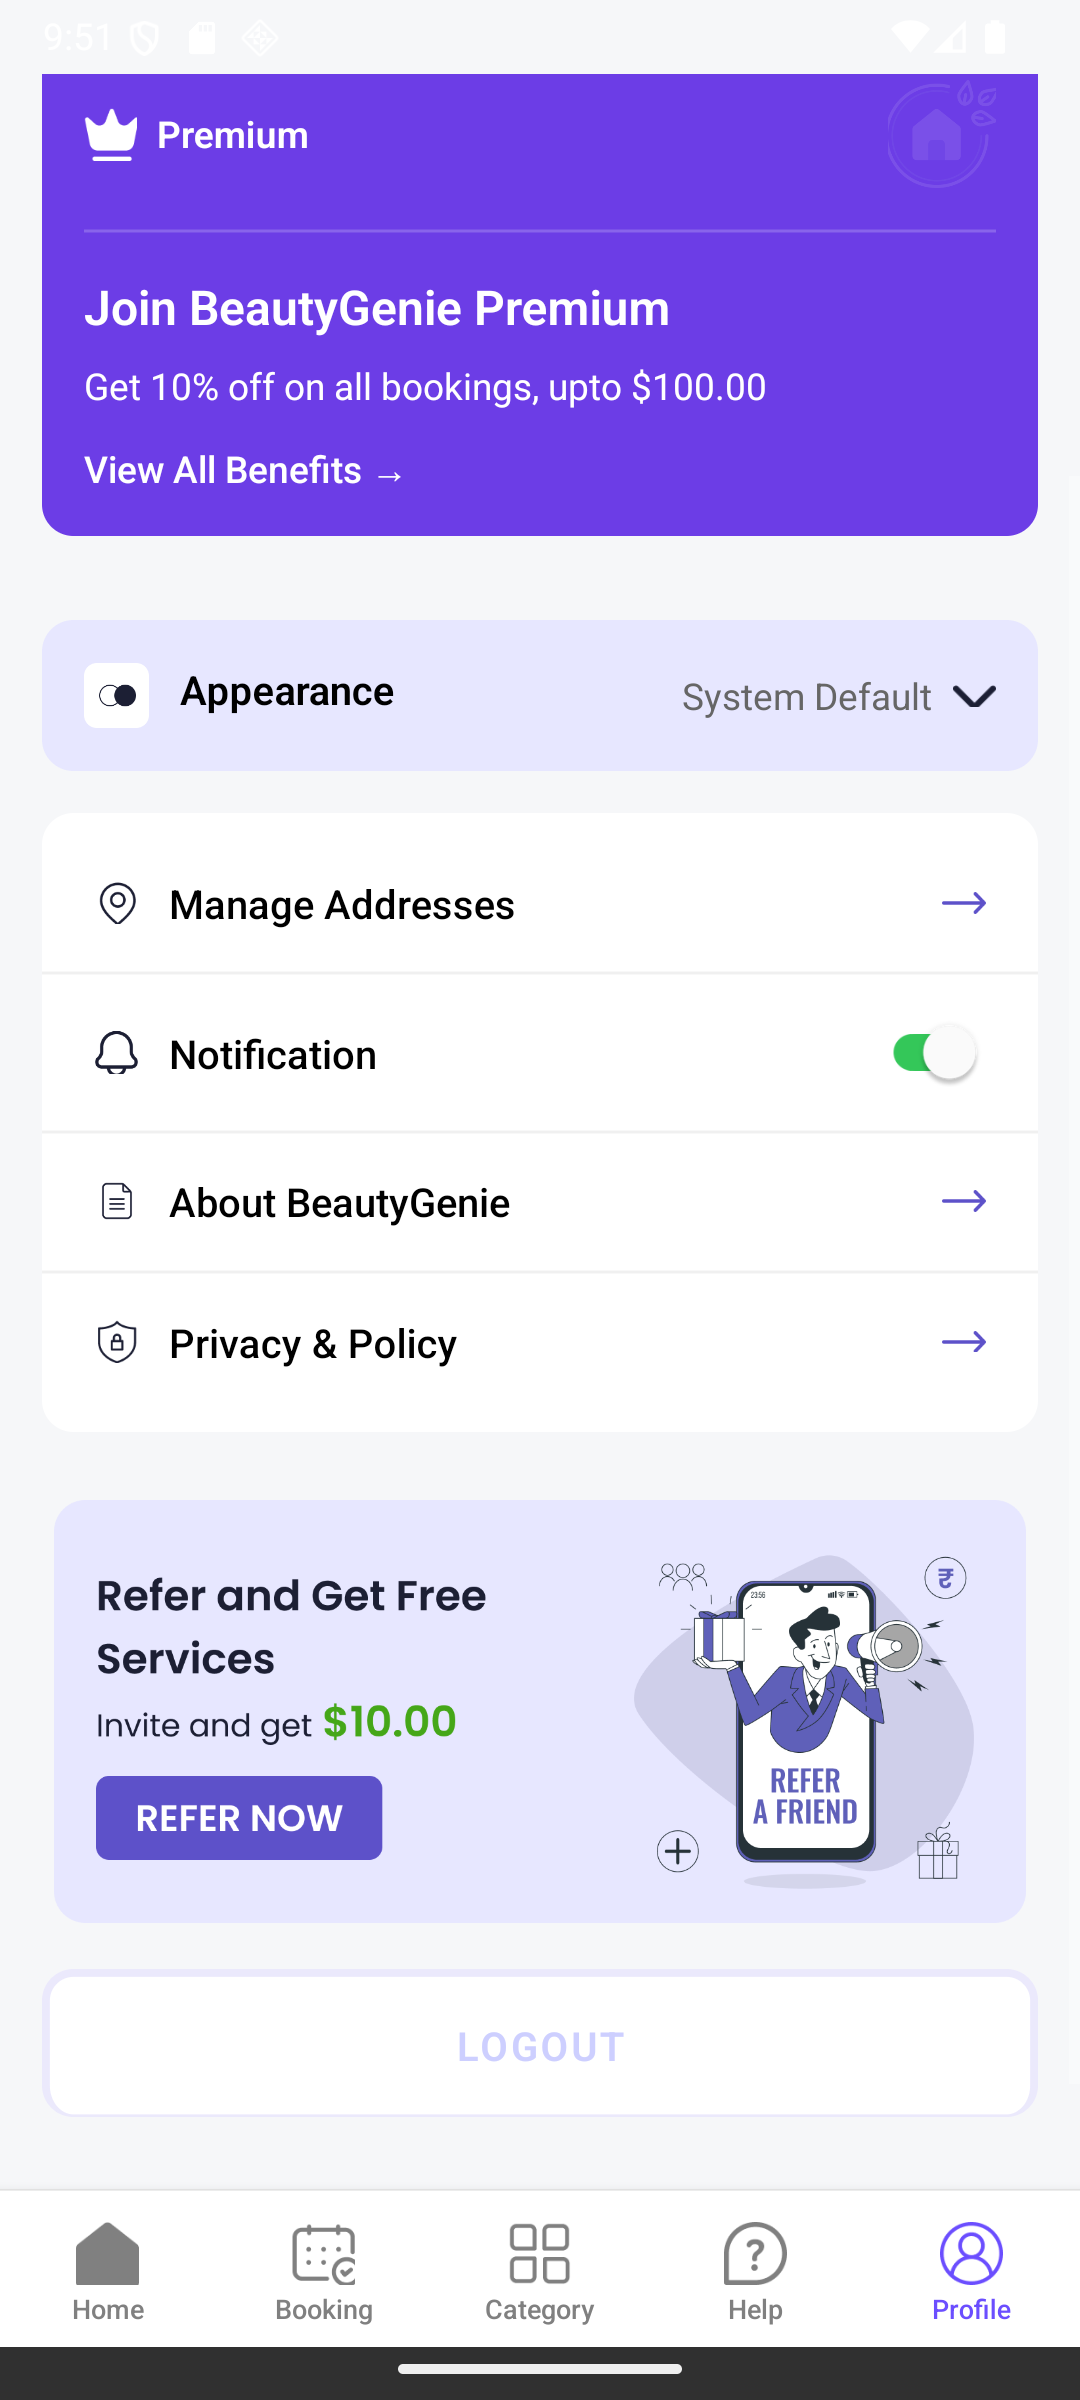 9:51
Premium
Join BeautyGenie Premium
Get 10% off on all bookings, upto $100.00
View All Benefits →
Appearance
System Default
Manage Addresses
Notification
About BeautyGenie
Privacy & Policy
Refer and Get Free
Services
Invite and get $10.00
REFER NOW
23:56
₹
REFER
A FRIEND
LOGOUT
Home
Booking
Category
Help
Profile